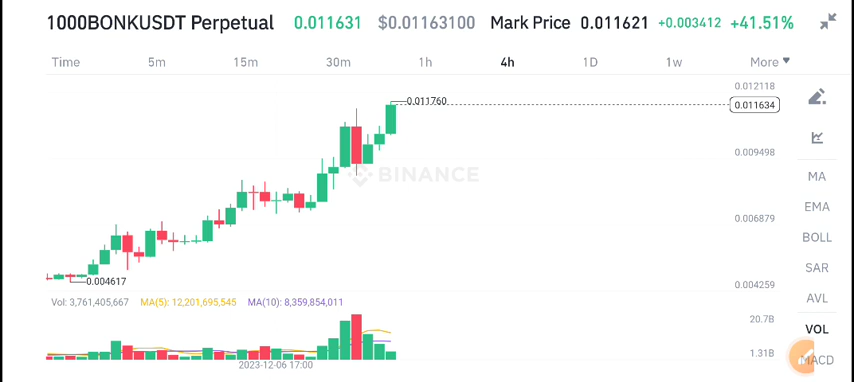 1000BONKUSDT Perpetual 0.011631 $0.01163100 Mark Price 0.011621 +0.003412 +41.51%
Time 5m 15m 30m 1h 4h 1D 1w More
0.012118
0.011760
0.011634
0.009498
BINANCE
0.006879
0.004617
0.004259
Vol: 3,761,405,667 MA(5): 12,201,695,545 MA(10): 8,359,854,011
20.7B
1.31B
2023-12-06 17:00
MA
EMA
BOLL
SAR
AVL
VOL
MACD